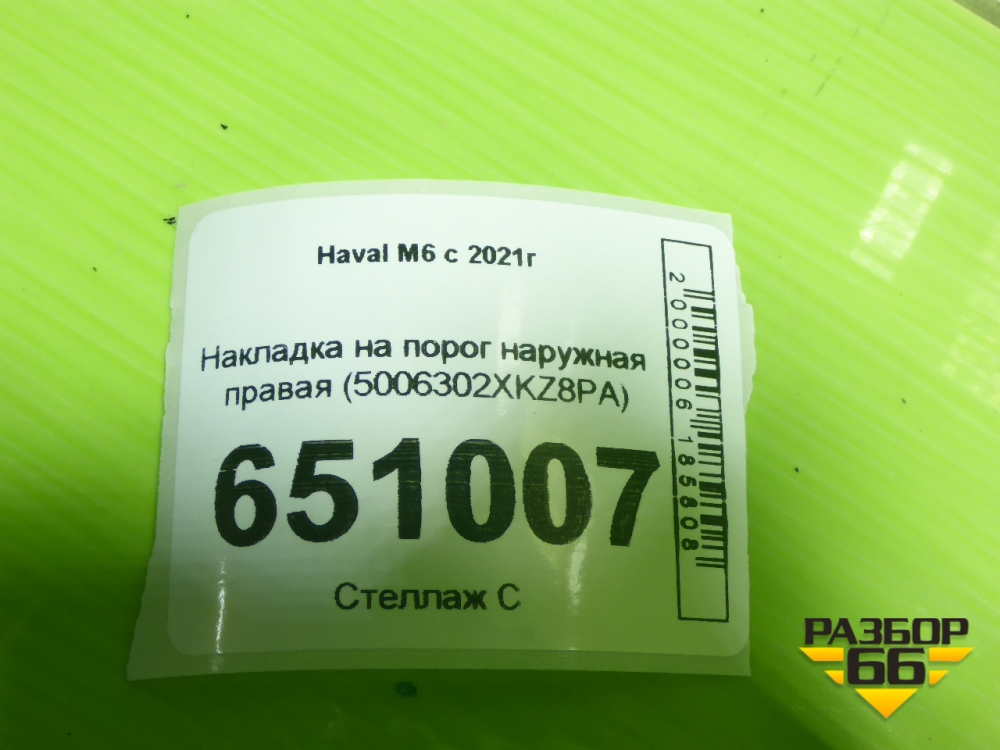 Haval M6 с 2021г
Накладка на порог наружная
правая (5006302XKZ8PA)
651007
Стеллаж С
2000006185808
РАЗБОР
66